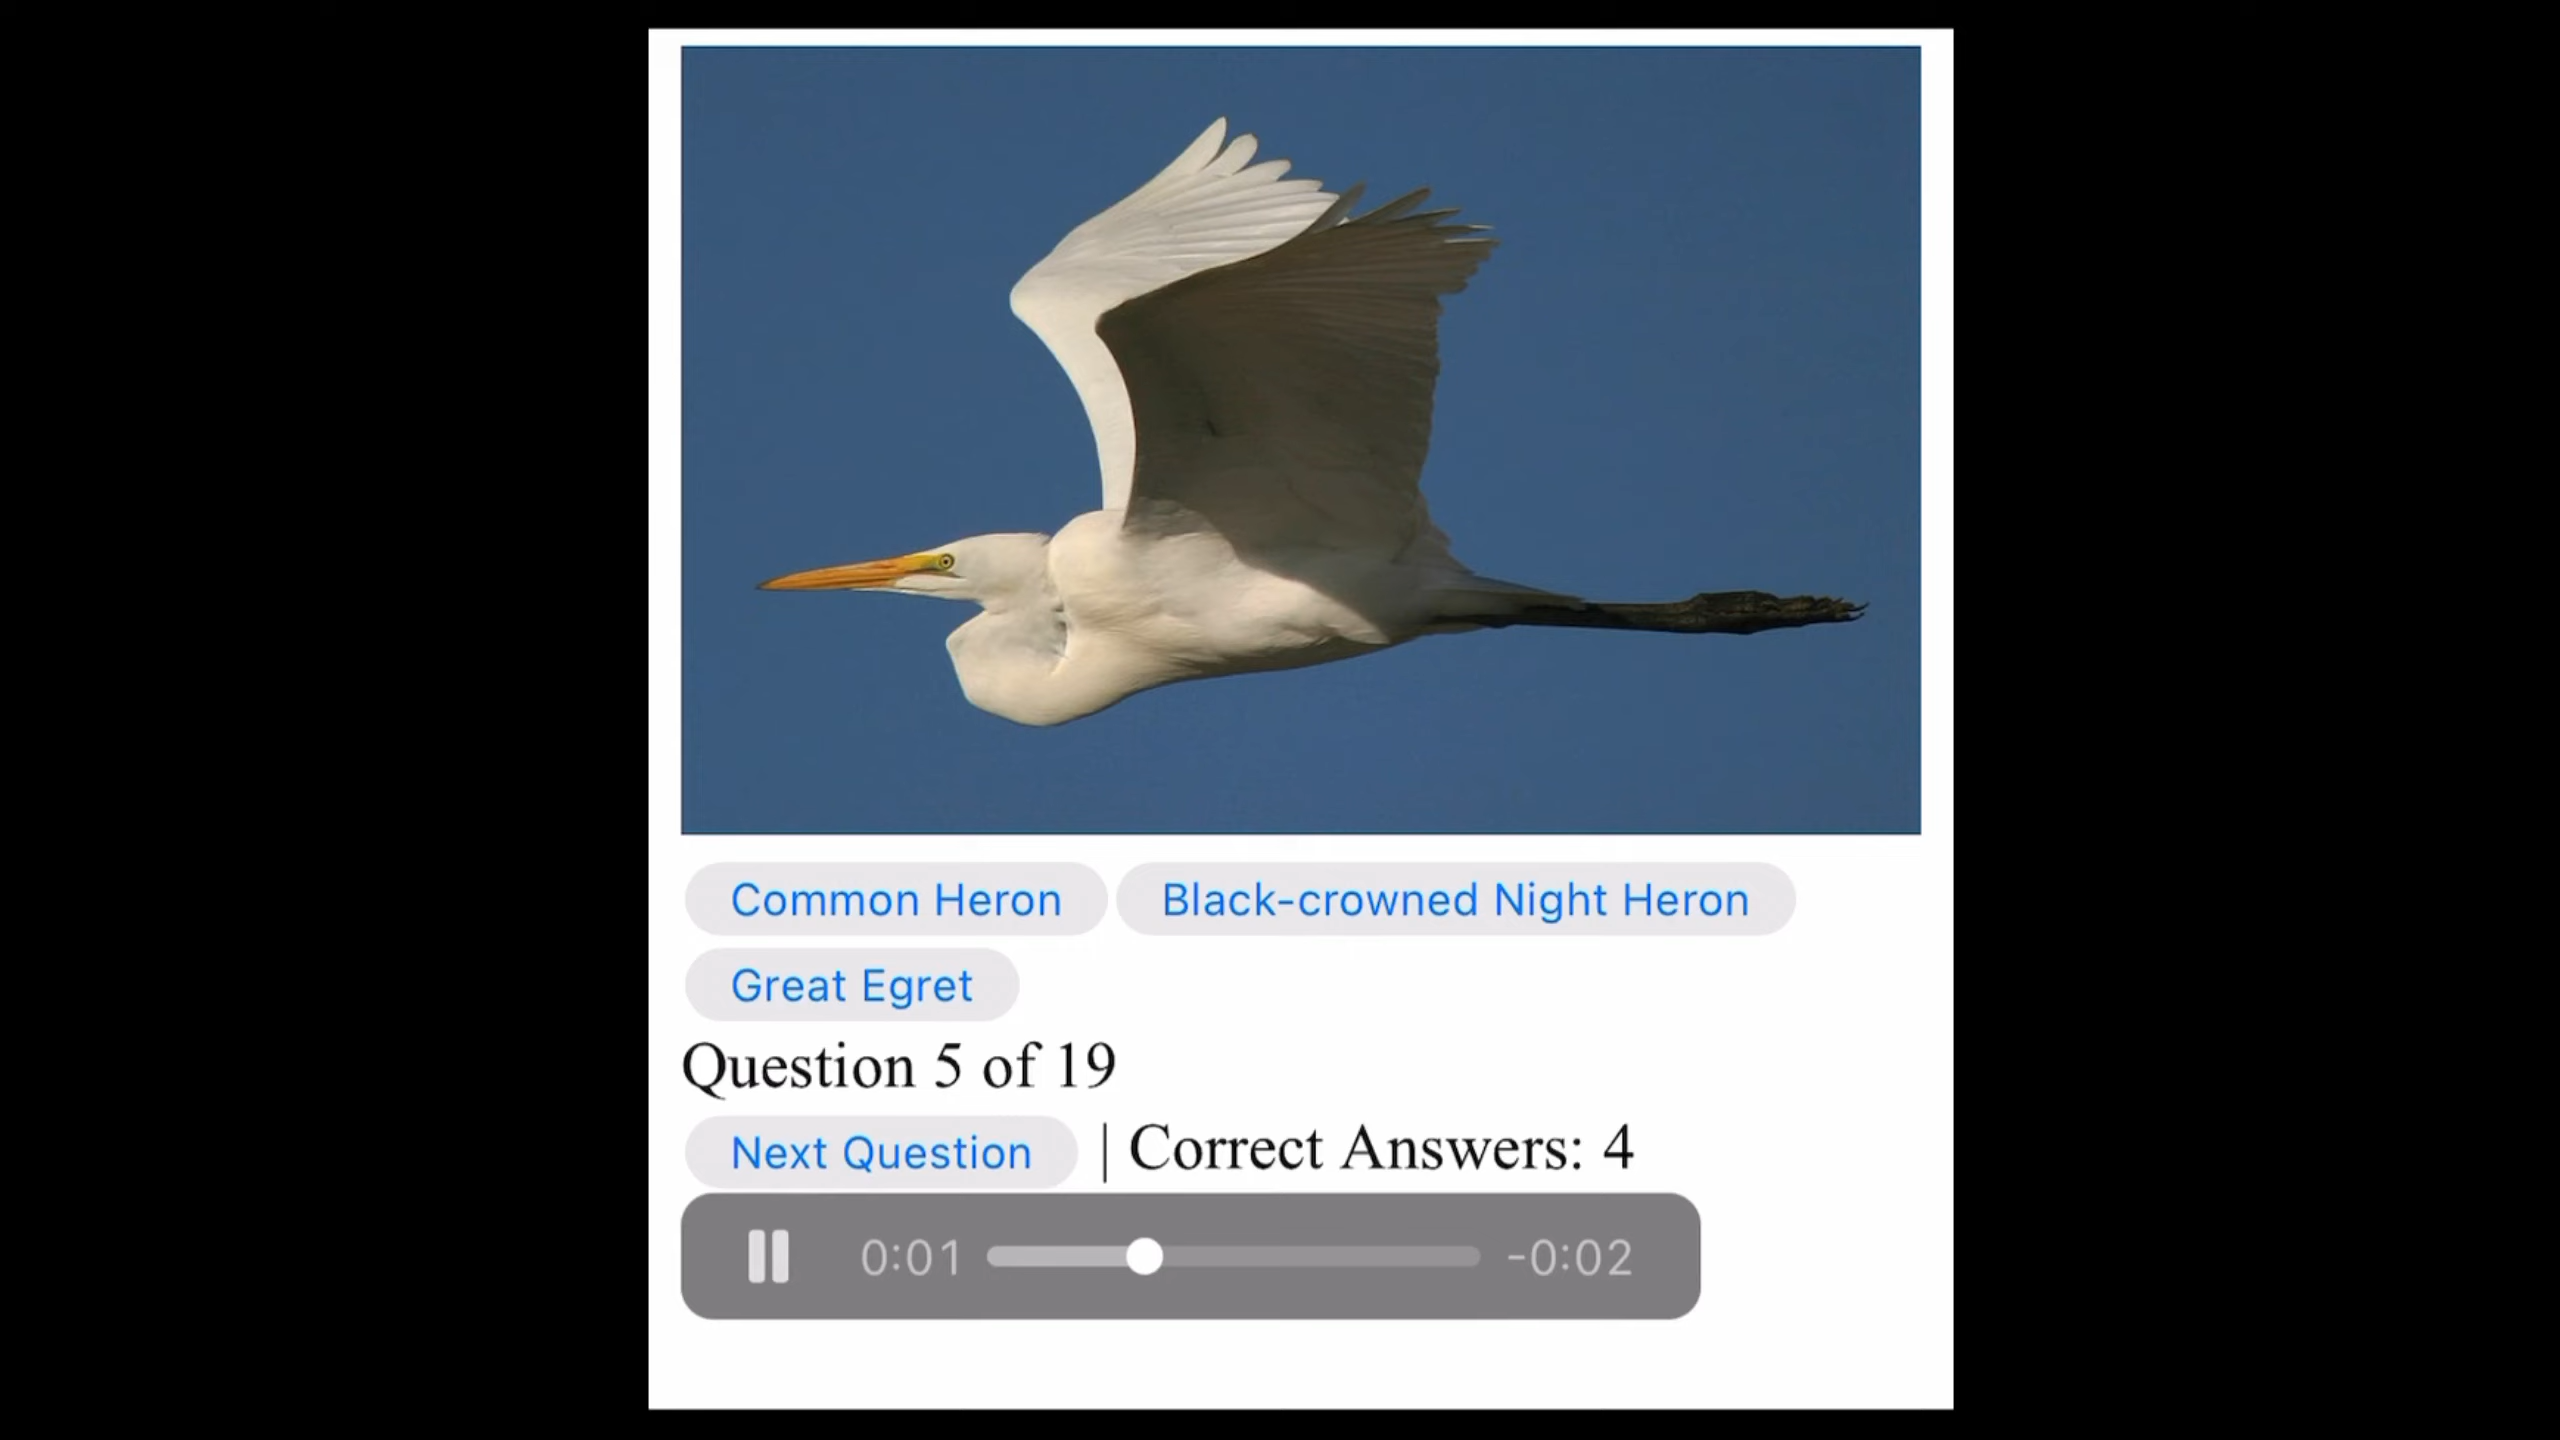 Common Heron Black-crowned Night Heron
Great Egret
Question 5 of 19
Next Question | Correct Answers: 4
0:01 -0:02